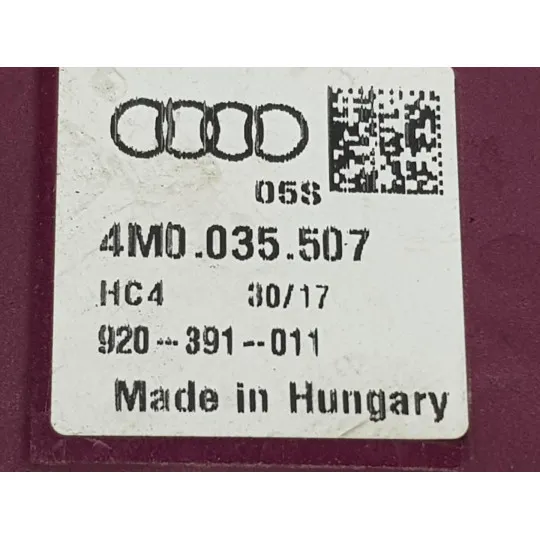 05S
4M0.035.507
HC4 30/17
920-391-011
Made in Hungary